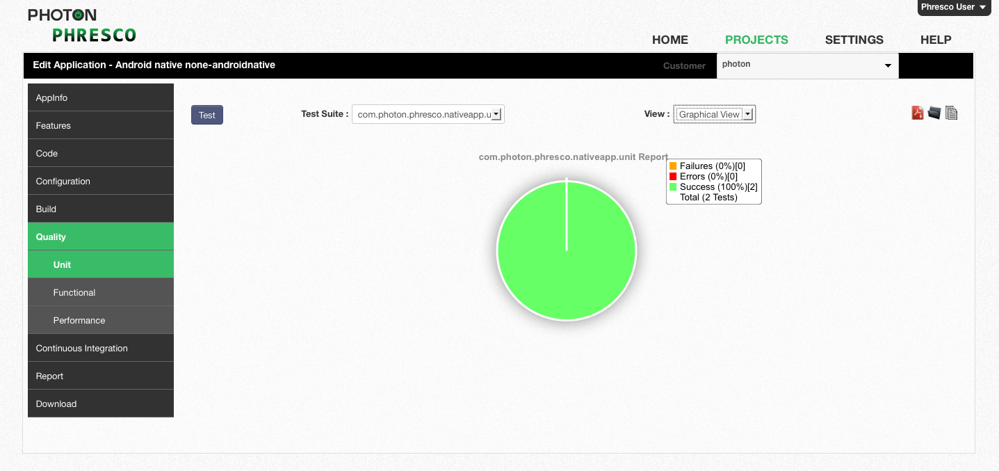 Phresco User
PHOTON
PHRESCO
HOME PROJECTS SETTINGS HELP
Edit Application - Android native none-androidnative
Customer photon
AppInfo
Features
Code
Configuration
Build
Quality
Unit
Functional
Performance
Continuous Integration
Report
Download
Test
Test Suite : com.photon.phresco.nativeapp.u
View : Graphical View
com.photon.phresco.nativeapp.unit Report
Failures (0%)[0]
Errors (0%)[0]
Success (100%)[2]
Total (2 Tests)